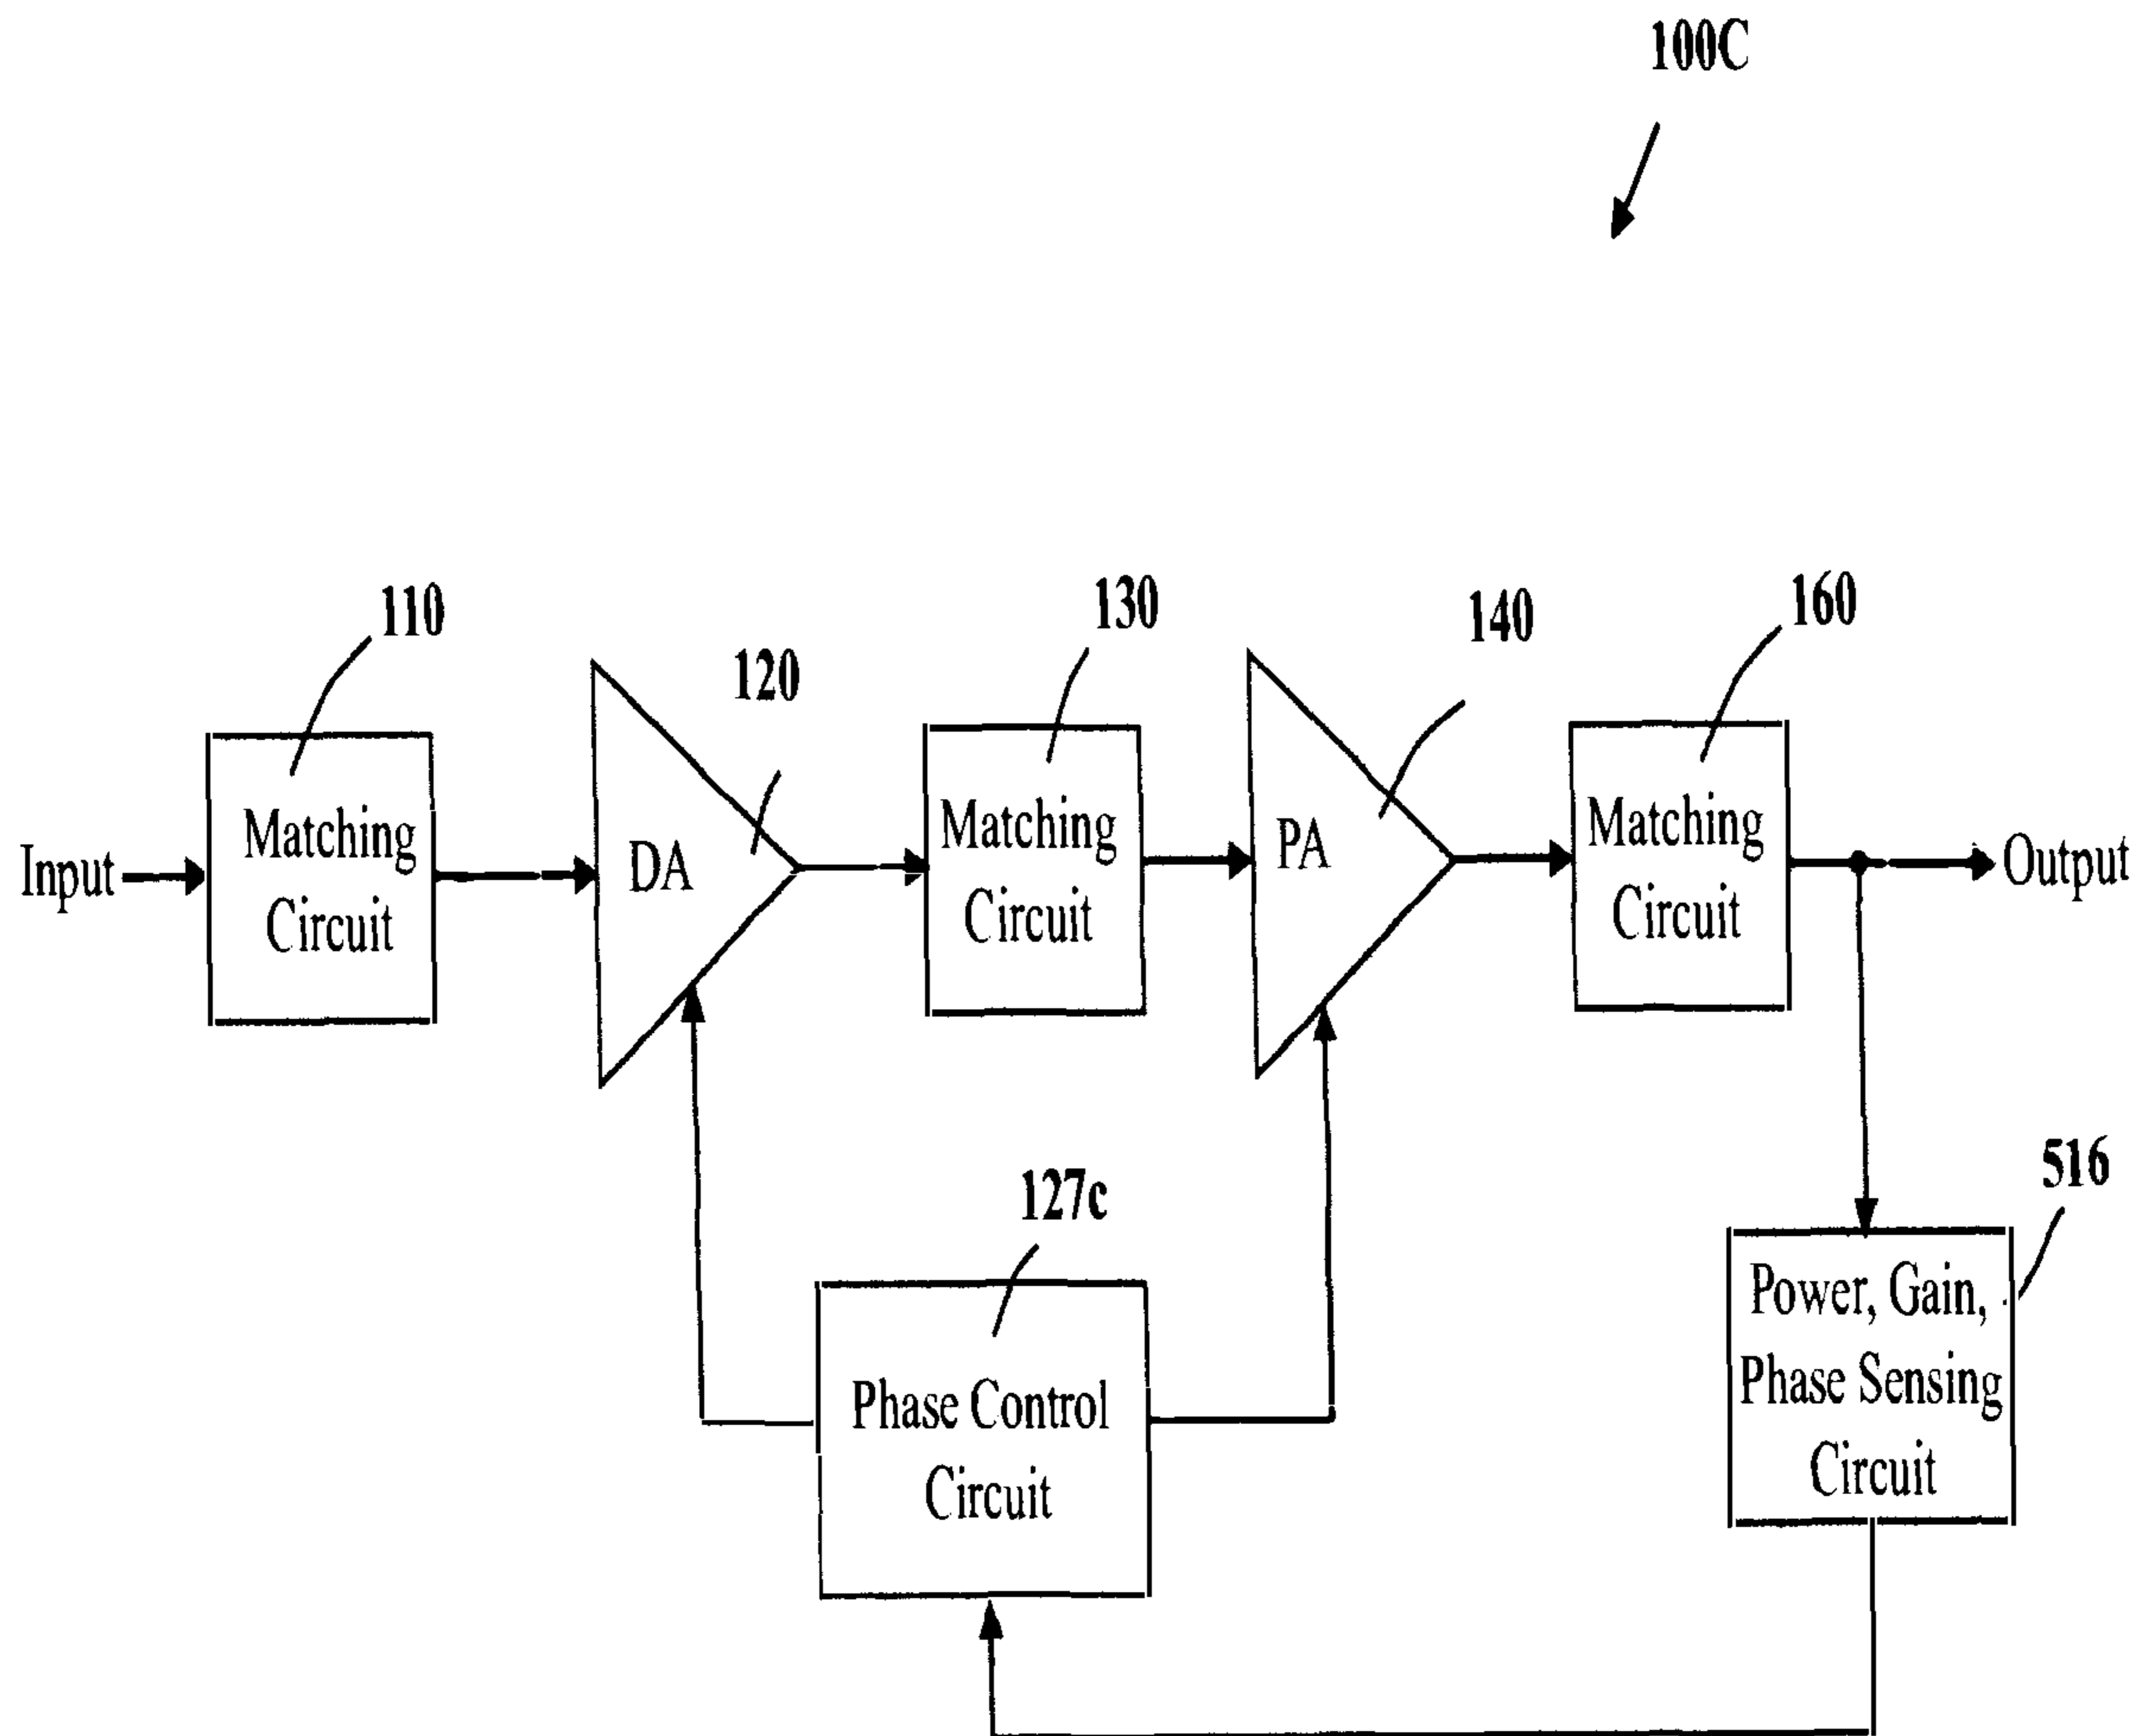 100C
110
120
130
140
160
Input
Matching
Circuit
DA
Matching
Circuit
PA
Matching
Circuit
Output
127c
Phase Control
Circuit
516
Power, Gain,
Phase Sensing
Circuit